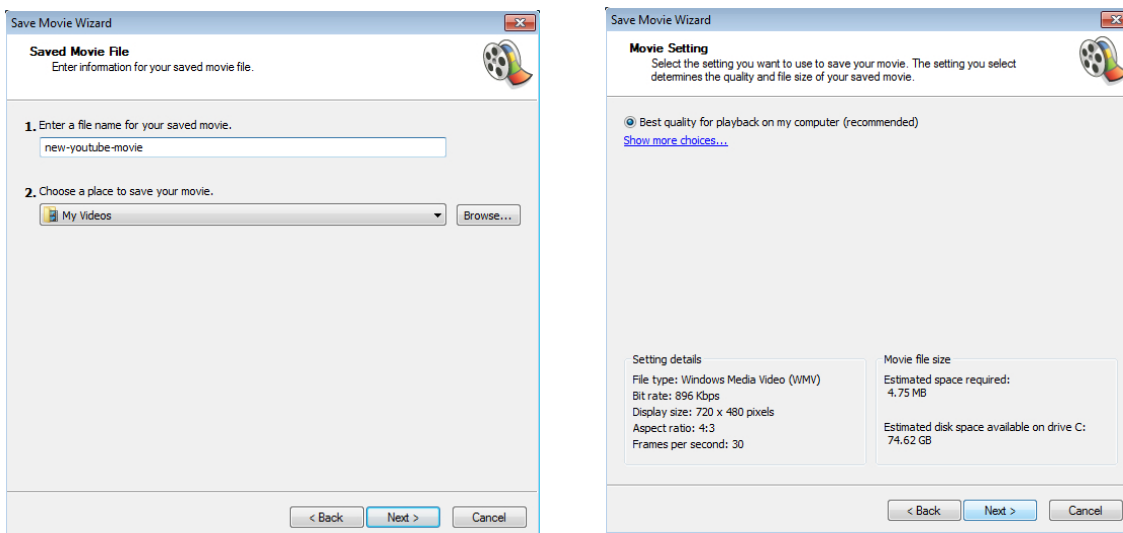 Save Movie Wizard
Saved Movie File
Enter information for your saved movie file.
1. Enter a file name for your saved movie.
new-youtube-movie
2. Choose a place to save your movie.
My Videos
Browse...
< Back
Next >
Cancel
Save Movie Wizard
Movie Setting
Select the setting you want to use to save your movie. The setting you select
determines the quality and file size of your saved movie.
Best quality for playback on my computer (recommended)
Show more choices...
Setting details
File type: Windows Media Video (WMV)
Bit rate: 896 Kbps
Display size: 720 x 480 pixels
Aspect ratio: 4:3
Frames per second: 30
Movie file size
Estimated space required:
4.75 MB
Estimated disk space available on drive C:
74.62 GB
< Back
Next >
Cancel